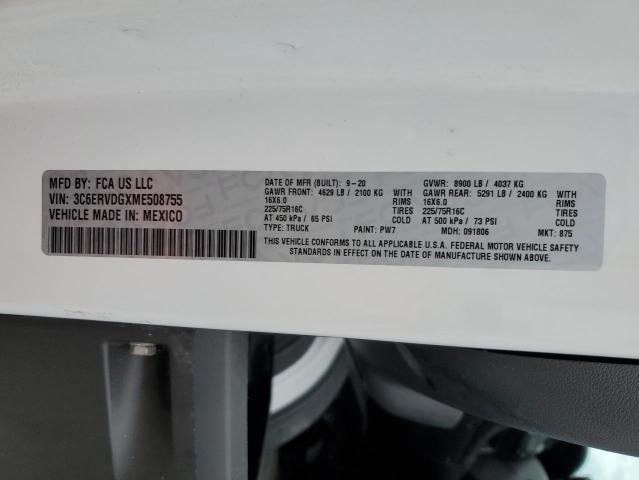 MFD BY: FCA US LLC
VIN: 3C6ERVDGXME508755
VEHICLE MADE IN: MEXICO
DATE OF MFR (BUILT): 9-20 GVWR: 8900 LB / 4037 KG
GAWR FRONT: 4629 LB / 2100 KG WITH GAWR REAR: 5291 LB / 2400 KG WITH
16X6.0 RIMS 16X6.0 RIMS
225/75R16C TIRES 225/75R16C TIRES
AT 450 kPa / 65 PSI COLD AT 500 kPa / 73 PSI COLD
TYPE: TRUCK PAINT: PW7 MDH: 091806 MKT: 875
THIS VEHICLE CONFORMS TO ALL APPLICABLE U.S.A. FEDERAL MOTOR VEHICLE SAFETY
STANDARDS IN EFFECT ON THE DATE OF MANUFACTURE SHOWN ABOVE.